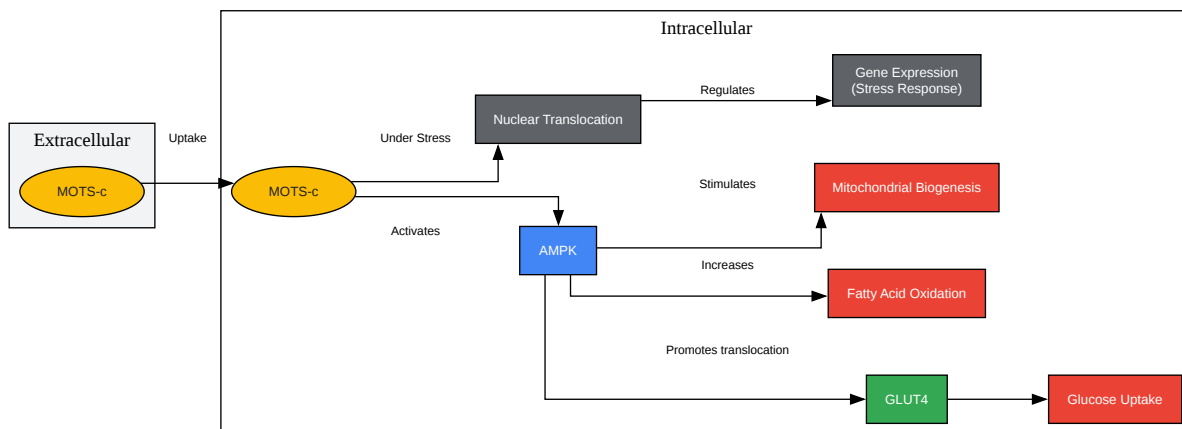 Intracellular
Gene Expression
(Stress Response)
Regulates
Nuclear Translocation
Extracellular
Uptake
Under Stress
MOTS-c
MOTS-c
Stimulates
Mitochondrial Biogenesis
Activates
AMPK
Increases
Fatty Acid Oxidation
Promotes translocation
GLUT4
Glucose Uptake